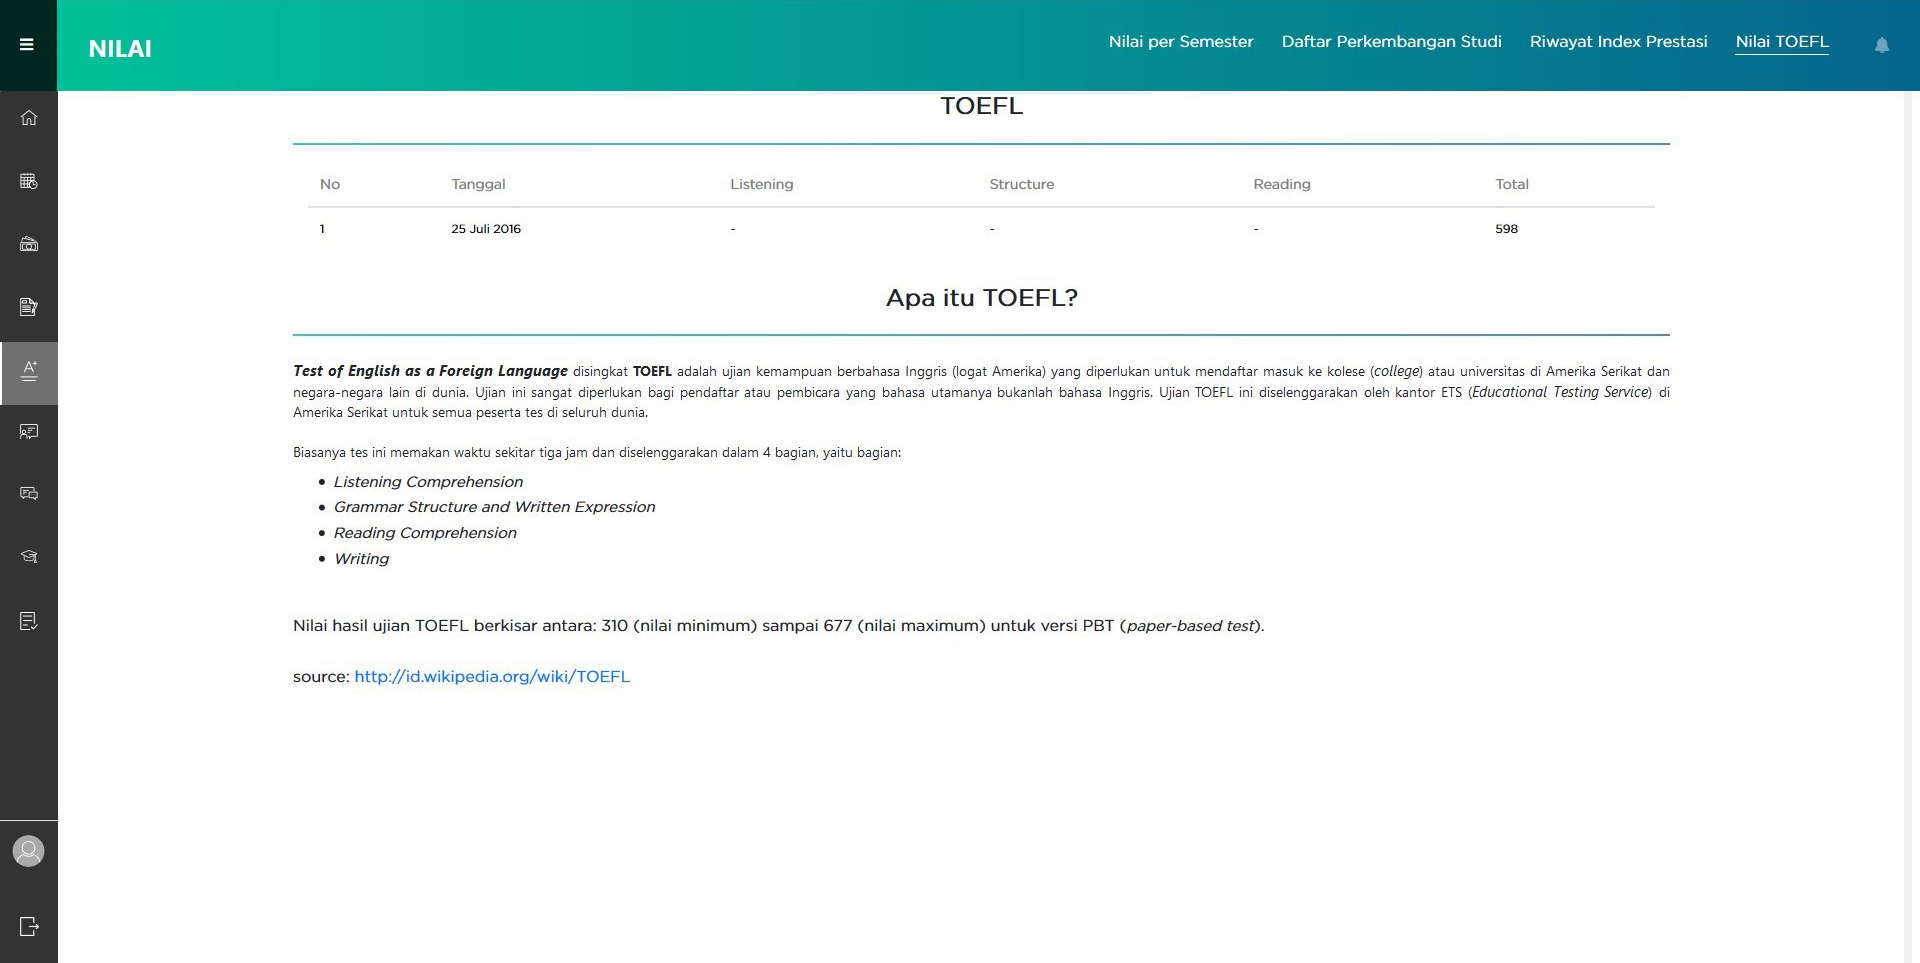 NILAI
Nilai per Semester Daftar Perkembangan Studi Riwayat Index Prestasi Nilai TOEFL
TOEFL
No Tanggal Listening Structure Reading Total
1 25 Juli 2016 - - - 598
Apa itu TOEFL?
Test of English as a Foreign Language disingkat TOEFL adalah ujian kemampuan berbahasa Inggris (logat Amerika) yang diperlukan untuk mendaftar masuk ke kolese (college) atau universitas di Amerika Serikat dan
negara-negara lain di dunia. Ujian ini sangat diperlukan bagi pendaftar atau pembicara yang bahasa utamanya bukanlah bahasa Inggris. Ujian TOEFL ini diselenggarakan oleh kantor ETS (Educational Testing Service) di
Amerika Serikat untuk semua peserta tes di seluruh dunia.
Biasanya tes ini memakan waktu sekitar tiga jam dan diselenggarakan dalam 4 bagian, yaitu bagian:
• Listening Comprehension
• Grammar Structure and Written Expression
• Reading Comprehension
• Writing
Nilai hasil ujian TOEFL berkisar antara: 310 (nilai minimum) sampai 677 (nilai maximum) untuk versi PBT (paper-based test).
source: http://id.wikipedia.org/wiki/TOEFL